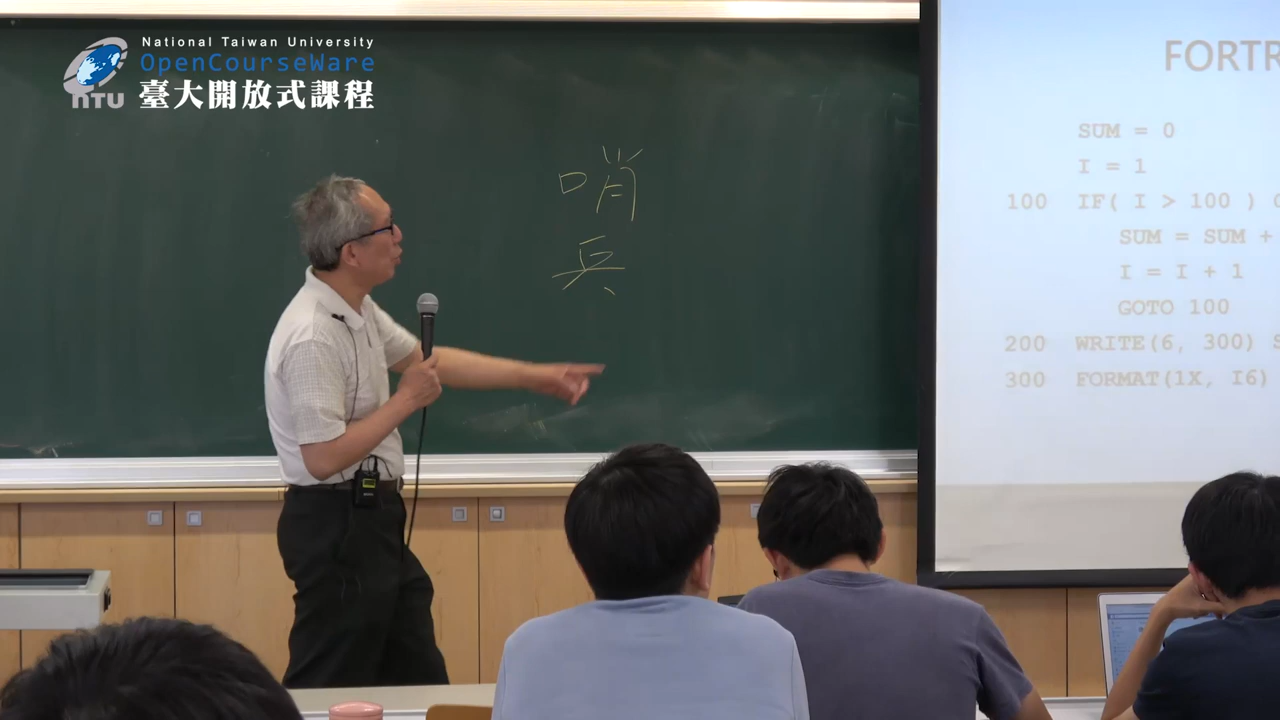 National Taiwan University
OpenCourseWare
臺大開放式課程
NTU
哨
兵
FORTR
SUM = 0
I = 1
100 IF( I > 100 )
SUM = SUM +
I = I + 1
GOTO 100
200 WRITE(6, 300)
300 FORMAT(1X, I6)